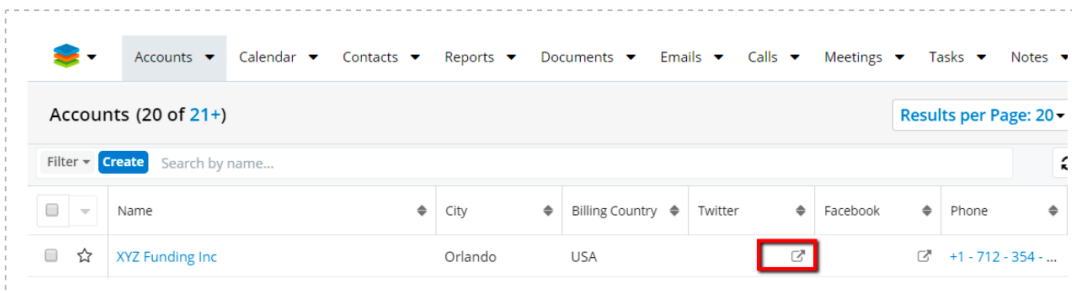 Accounts Calendar Contacts Reports Documents Emails Calls Meetings Tasks Notes
Accounts (20 of 21+) Results per Page: 20
Filter Create Search by name...
Name City Billing Country Twitter Facebook Phone
XYZ Funding Inc Orlando USA +1 - 712 - 354 - ...